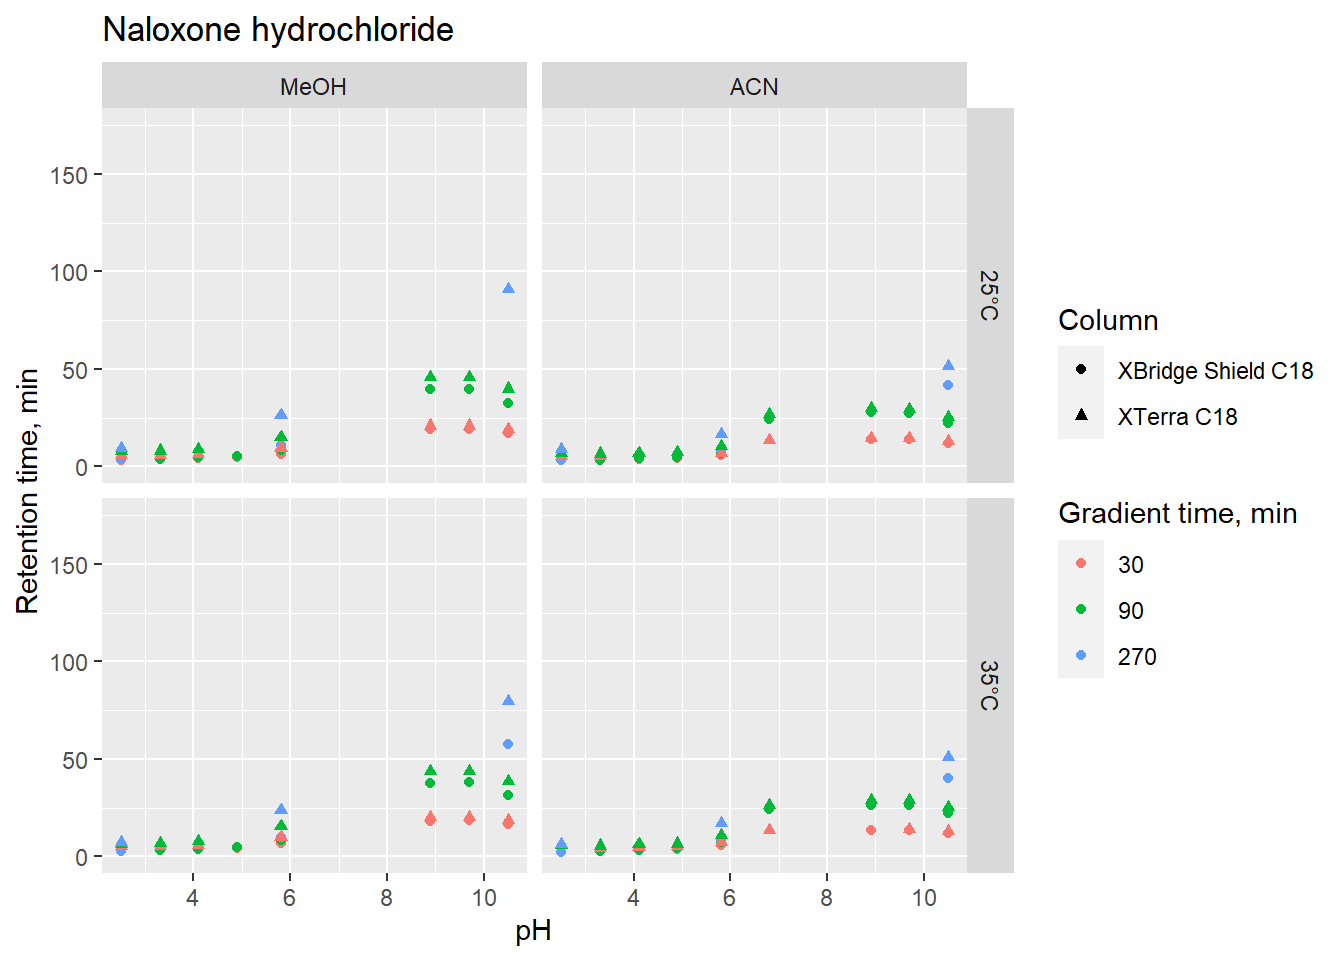 Naloxone hydrochloride
MeOH
ACN
150
100
50
0
25°C
150
100
50
0
35°C
4
6
8
10
4
6
8
10
pH
Retention time, min
Column
XBridge Shield C18
XTerra C18
Gradient time, min
30
90
270